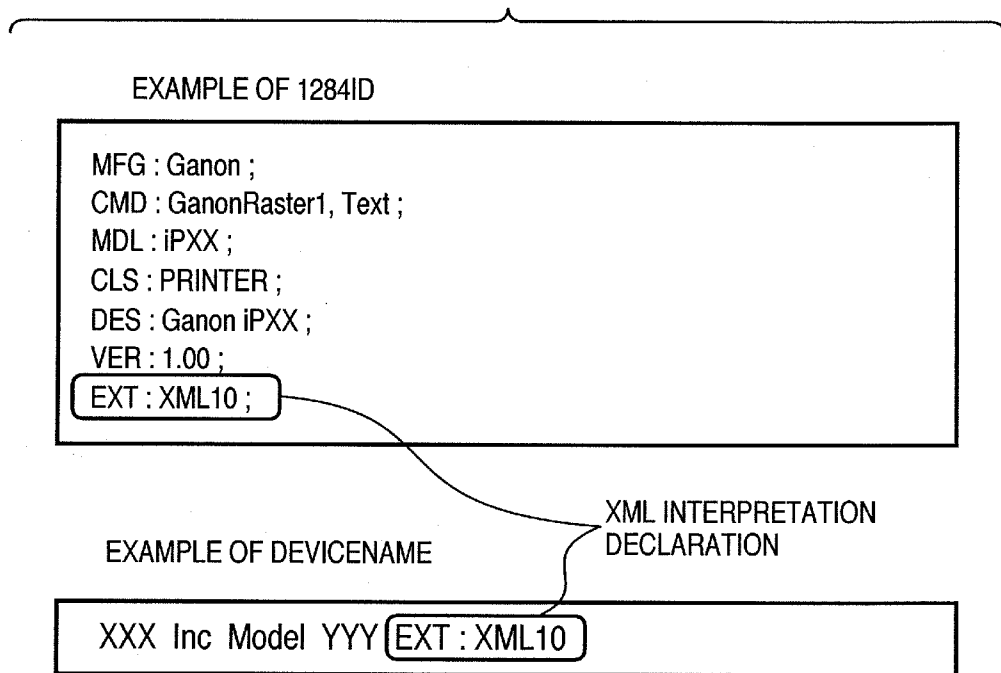 EXAMPLE OF 1284ID
MFG : Ganon ;
CMD : GanonRaster1, Text ;
MDL : iPXX ;
CLS : PRINTER ;
DES : Ganon iPXX ;
VER : 1.00 ;
EXT : XML10 ;
XML INTERPRETATION
DECLARATION
EXAMPLE OF DEVICENAME
XXX Inc Model YYY EXT : XML10